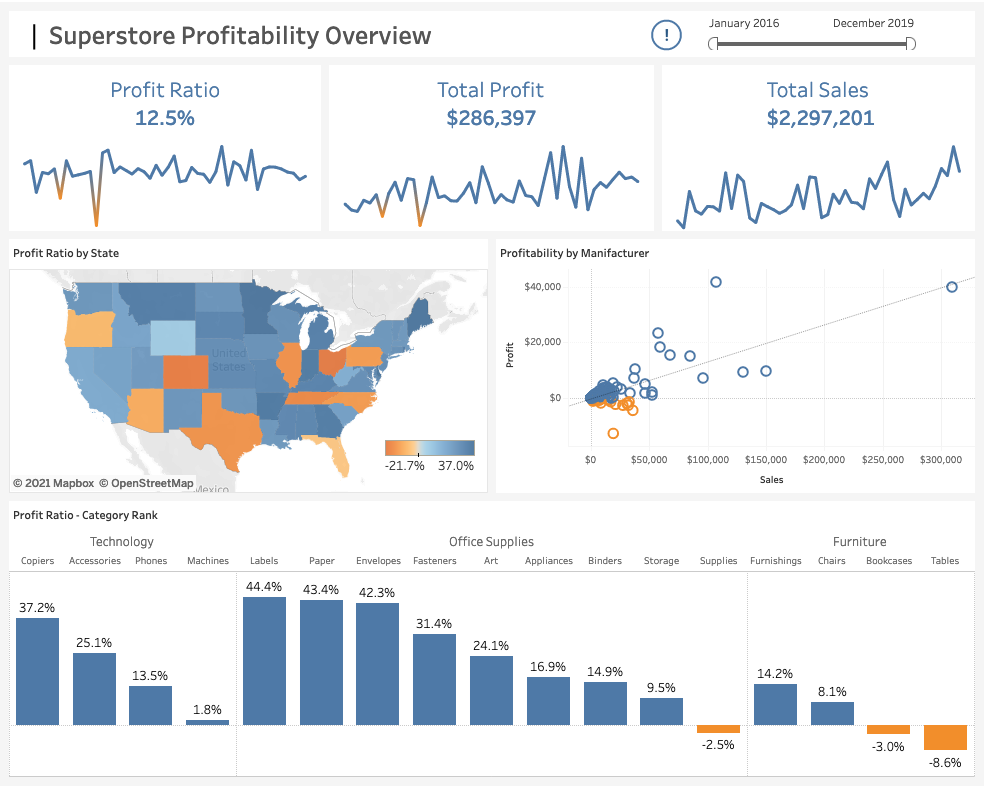 Superstore Profitability Overview
!
January 2016 December 2019
Profit Ratio
12.5%
Total Profit
$286,397
Total Sales
$2,297,201
Profit Ratio by State
United
States
Mexico
-21.7% 37.0%
© 2021 Mapbox © OpenStreetMap
Profitability by Manifacturer
Profit
$40,000
$20,000
$0
$0 $50,000 $100,000 $150,000 $200,000 $250,000 $300,000
Sales
Profit Ratio - Category Rank
Technology Office Supplies Furniture
Copiers Accessories Phones Machines Labels Paper Envelopes Fasteners Art Appliances Binders Storage Supplies Furnishings Chairs Bookcases Tables
37.2% 25.1% 13.5% 1.8% 44.4% 43.4% 42.3% 31.4% 24.1% 16.9% 14.9% 9.5% -2.5% 14.2% 8.1% -3.0% -8.6%